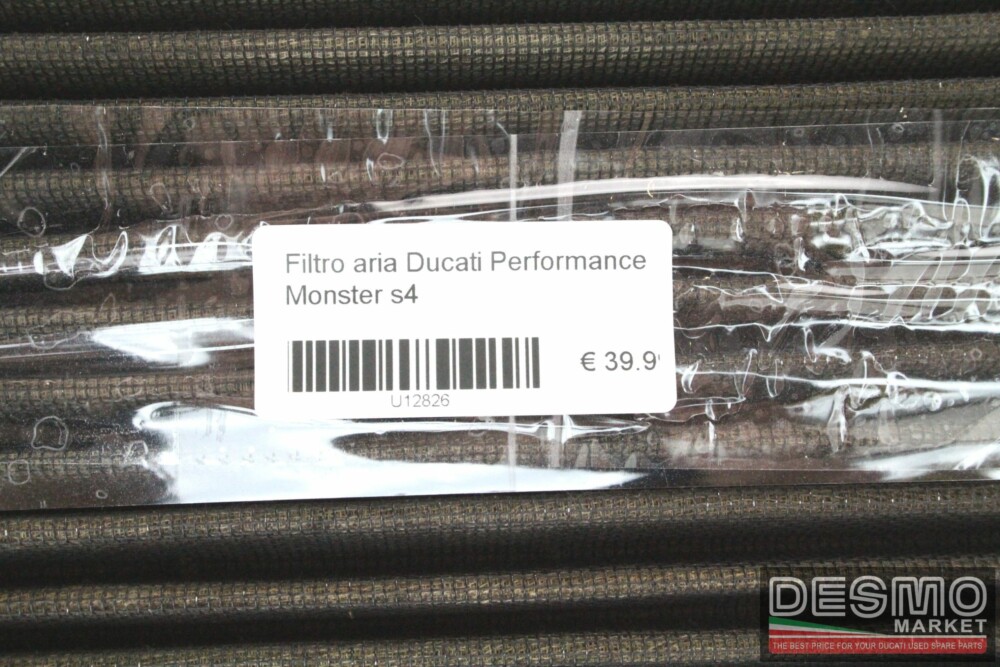 Filtro aria Ducati Performance
Monster s4
€ 39.9
U12826
DESMO
MARKET
THE BEST PRICE FOR YOUR DUCATI USED SPARE PARTS